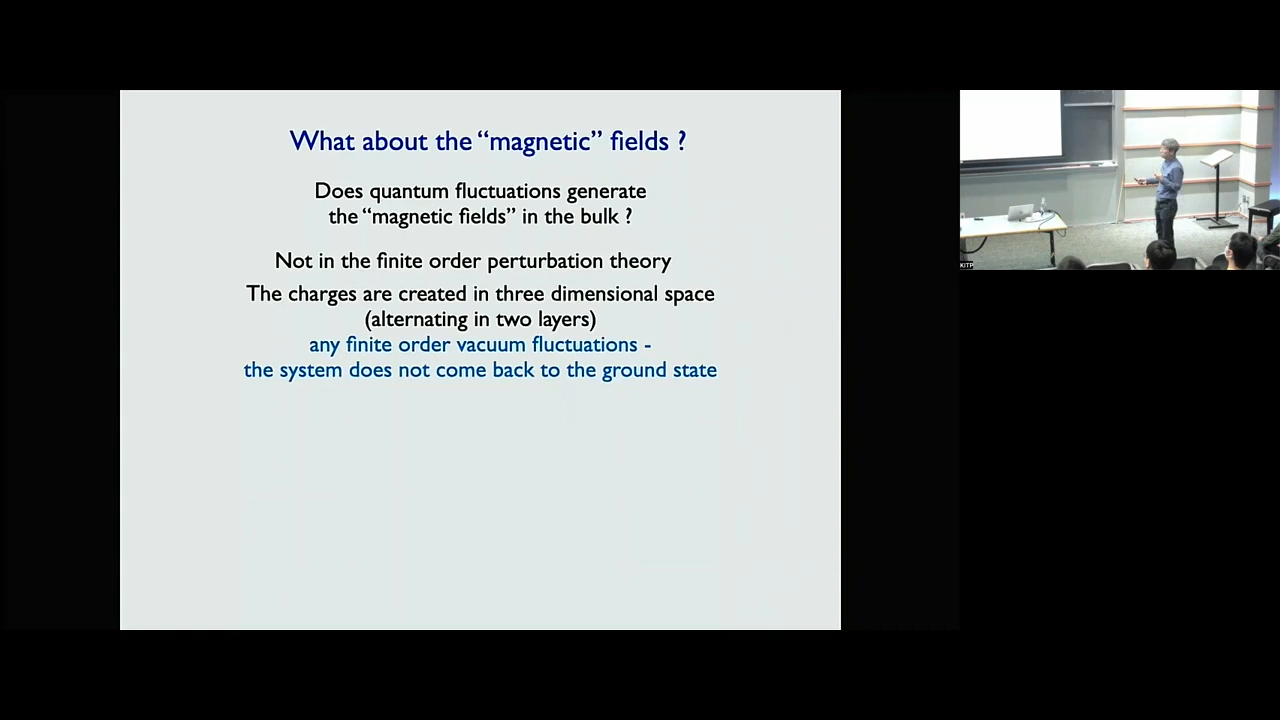 What about the “magnetic” fields ?
Does quantum fluctuations generate
the “magnetic fields” in the bulk ?
Not in the finite order perturbation theory
The charges are created in three dimensional space
(alternating in two layers)
any finite order vacuum fluctuations -
the system does not come back to the ground state
KITP